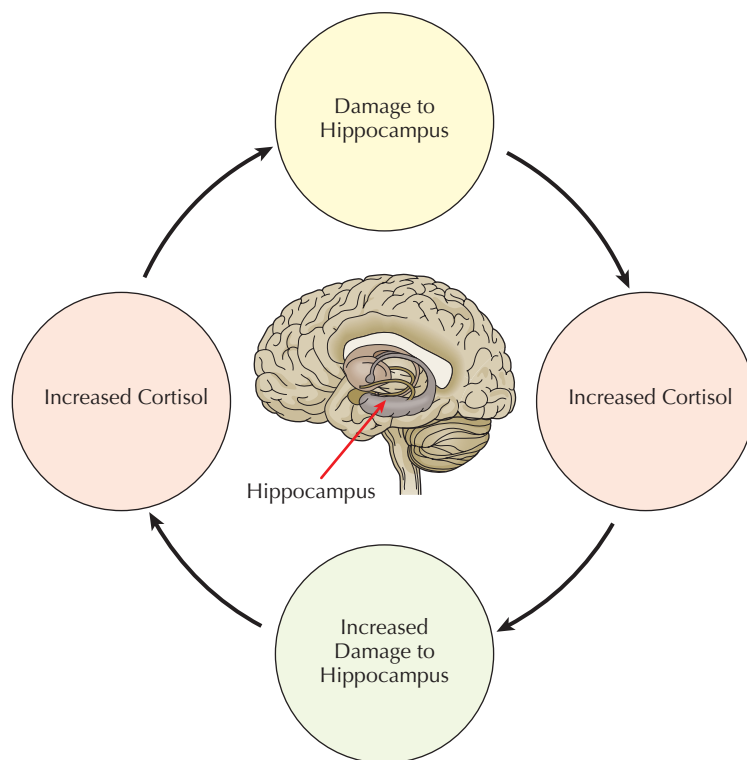 Damage to
Hippocampus
Increased Cortisol
Increased Cortisol
Hippocampus
Increased
Damage to
Hippocampus